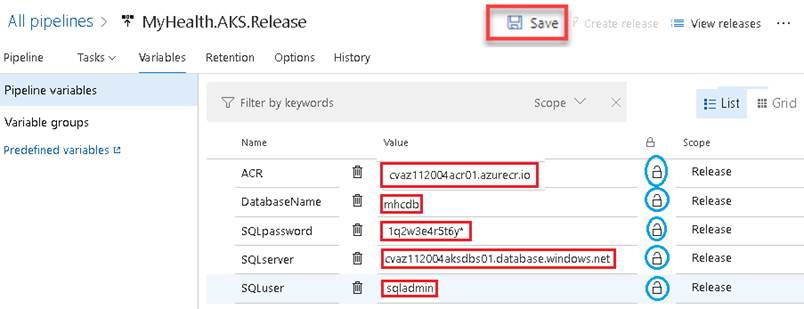 All pipelines > MyHealth.AKS.Release
Save Create release View releases ...
Pipeline Tasks Variables Retention Options History
Pipeline variables
Variable groups
Predefined variables
Filter by keywords Scope
List Grid
Name Value Scope
ACR cvaz112004acr01.azurecr.io Release
DatabaseName mhcdb Release
SQLpassword 1q2w3e4r5t6y* Release
SQLserver cvaz112004aksdbs01.database.windows.net Release
SQLuser sqladmin Release